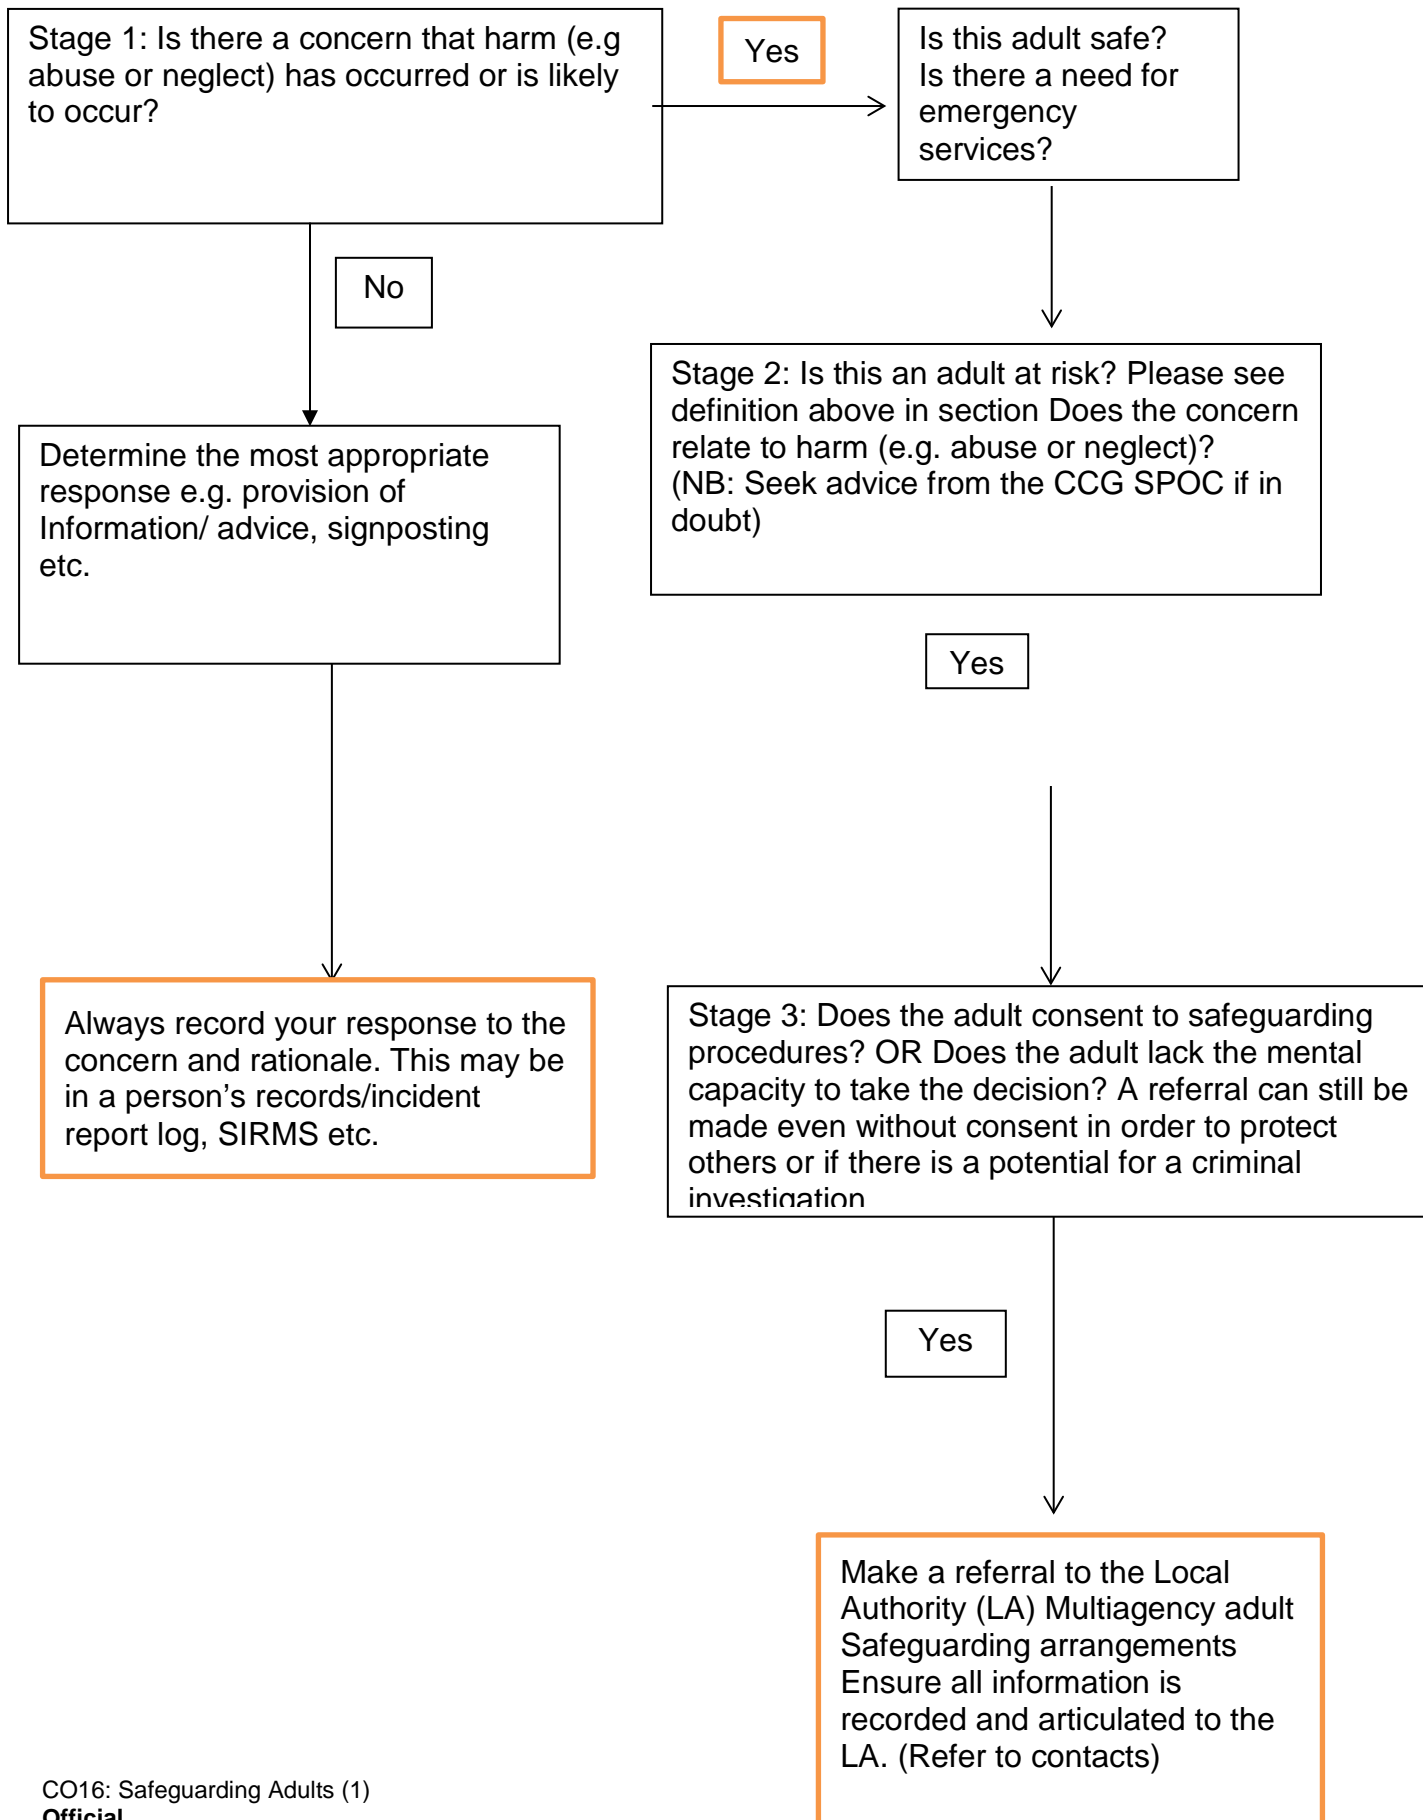 Stage 1: Is there a concern that harm (e.g
abuse or neglect) has occurred or is likely
to occur?
Yes
Is this adult safe?
Is there a need for
emergency
services?
No
Stage 2: Is this an adult at risk? Please see
definition above in section Does the concern
relate to harm (e.g. abuse or neglect)?
(NB: Seek advice from the CCG SPOC if in
doubt)
Determine the most appropriate
response e.g. provision of
Information/ advice, signposting
etc.
Yes
Always record your response to the
concern and rationale. This may be
in a person’s records/incident
report log, SIRMS etc.
Stage 3: Does the adult consent to safeguarding
procedures? OR Does the adult lack the mental
capacity to take the decision? A referral can still be
made even without consent in order to protect
others or if there is a potential for a criminal
investigation
Yes
Make a referral to the Local
Authority (LA) Multiagency adult
Safeguarding arrangements
Ensure all information is
recorded and articulated to the
LA. (Refer to contacts)
CO16: Safeguarding Adults (1)
Official